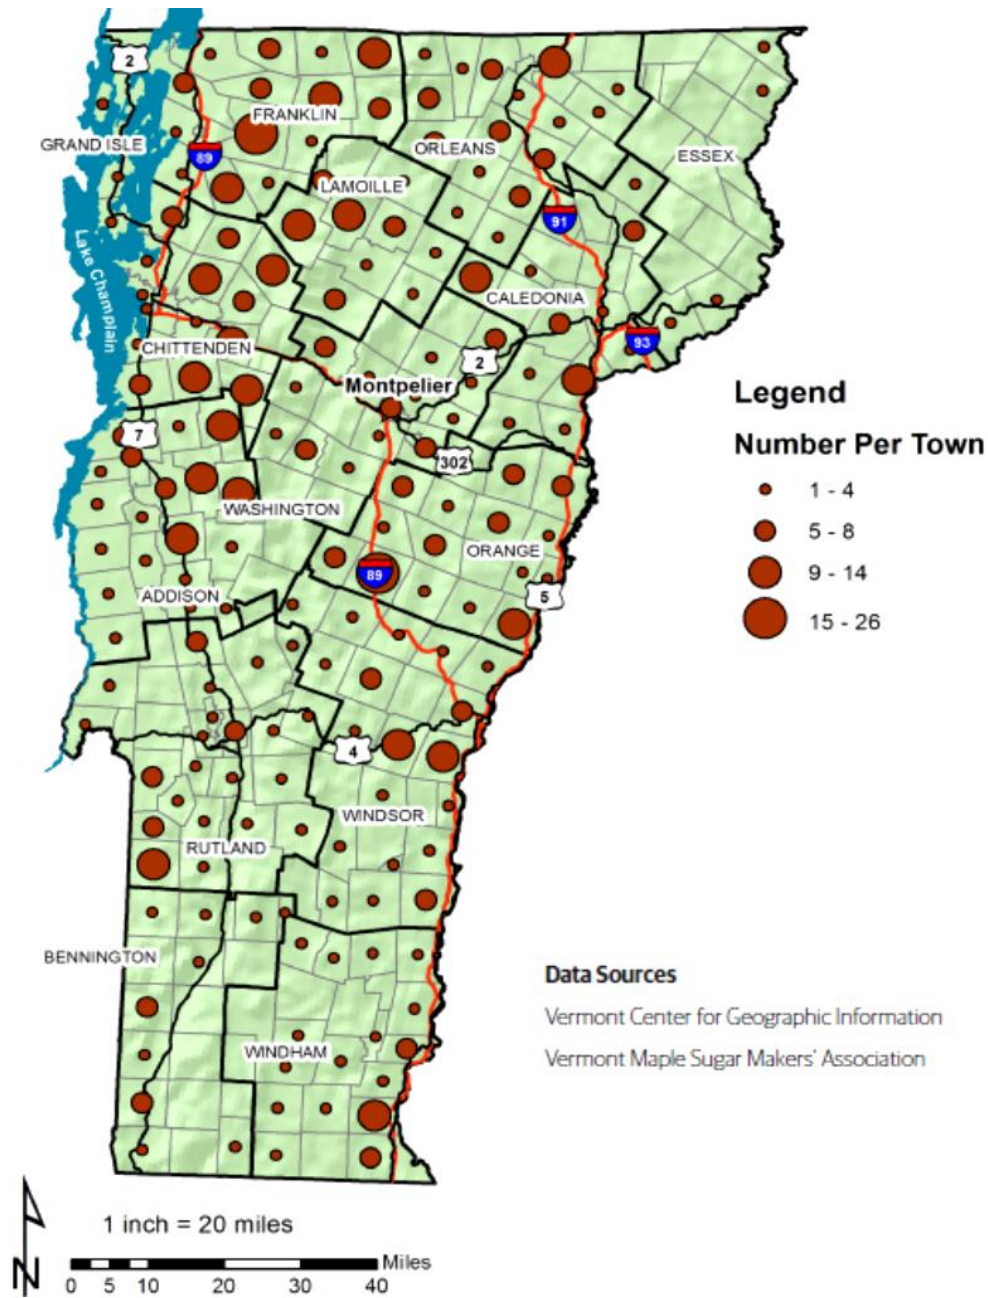 2
FRANKLIN
GRAND ISLE
89
ORLEANS
ESSEX
LAMOILLE
91
Lake Champlain
CALEDONIA
93
CHITTENDEN
2
Montpelier
Legend
7
302
Number Per Town
1 - 4
WASHINGTON
5 - 8
ORANGE
89
9 - 14
ADDISON
5
15 - 26
4
WINDSOR
RUTLAND
BENNINGTON
Data Sources
Vermont Center for Geographic Information
WINDHAM
Vermont Maple Sugar Makers' Association
1 inch = 20 miles
N
Miles
0 5 10 20 30 40